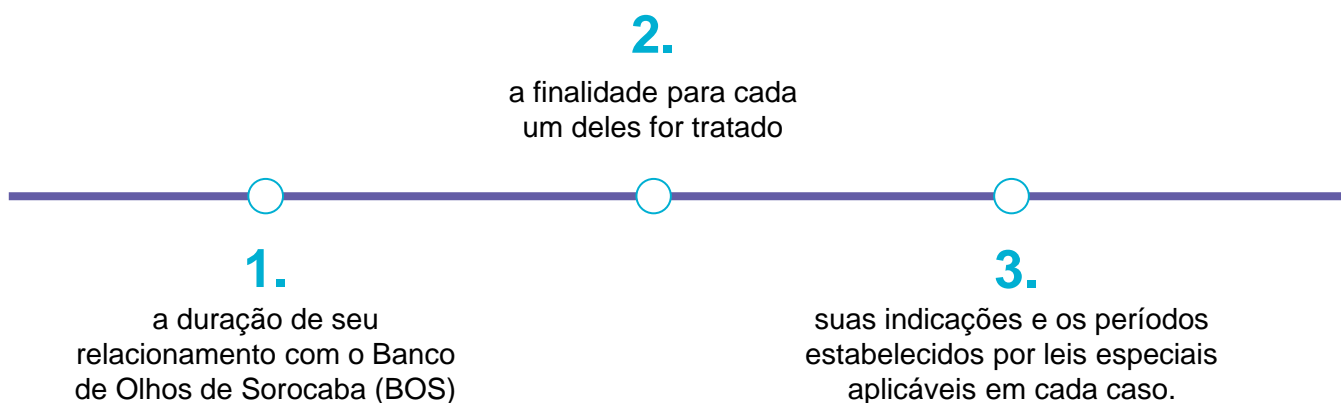 1.
a duração de seu
relacionamento com o Banco
de Olhos de Sorocaba (BOS)
2.
a finalidade para cada
um deles for tratado
3.
suas indicações e os períodos
estabelecidos por leis especiais
aplicáveis em cada caso.